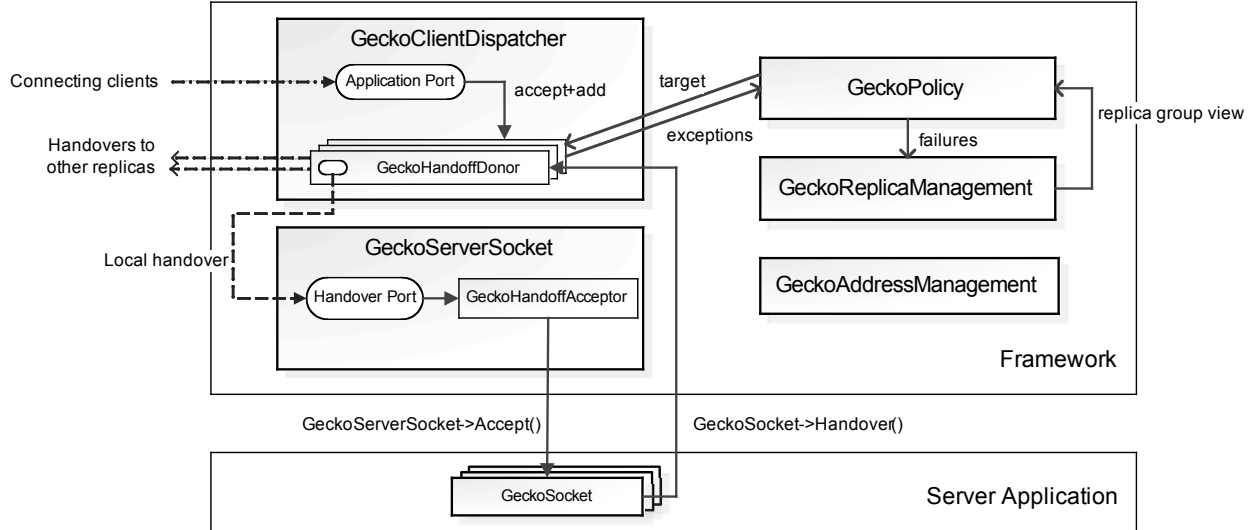 GeckoClientDispatcher
Connecting clients
Application Port
accept+add
target
exceptions
GeckoPolicy
replica group view
failures
Handovers to
other replicas
GeckoHandoffDonor
GeckoReplicaManagement
GeckoServerSocket
Local handover
Handover Port
GeckoHandoffAcceptor
GeckoAddressManagement
Framework
GeckoServerSocket->Accept()
GeckoSocket->Handover()
GeckoSocket
Server Application